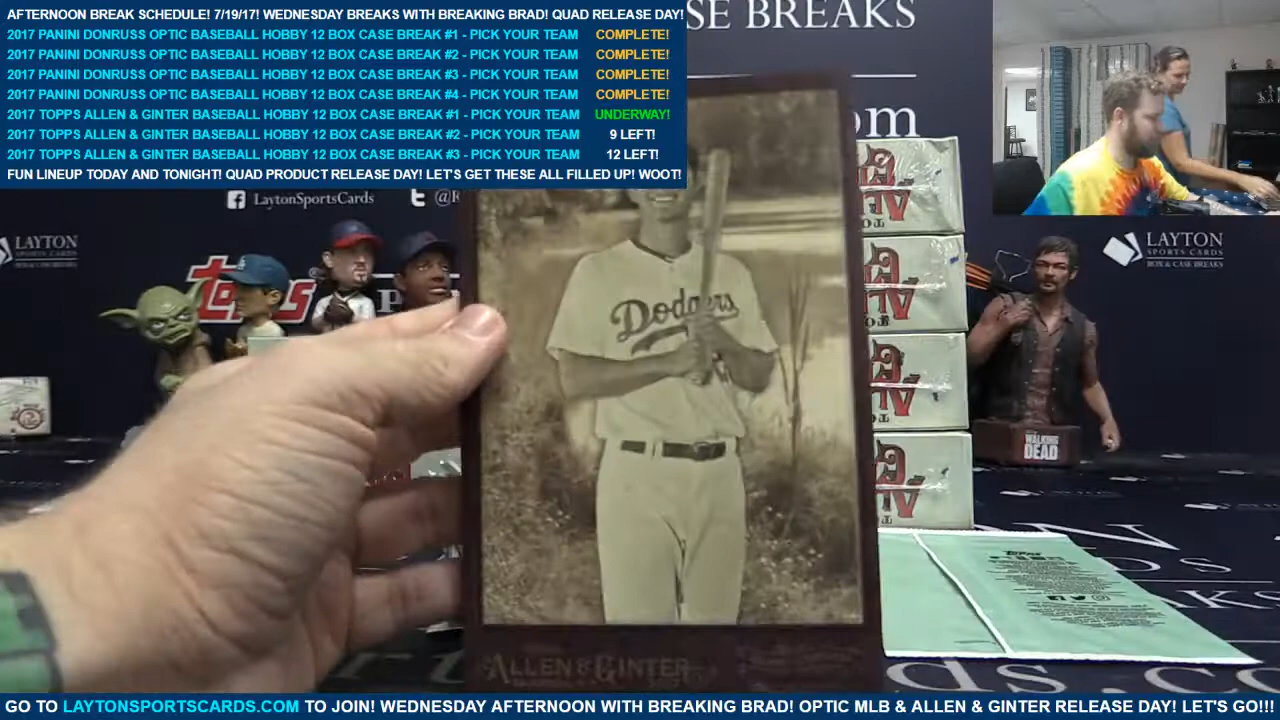 AFTERNOON BREAK SCHEDULE! 7/19/17! WEDNESDAY BREAKS WITH BREAKING BRAD! QUAD RELEASE DAY!
2017 PANINI DONRUSS OPTIC BASEBALL HOBBY 12 BOX CASE BREAK #1 - PICK YOUR TEAM COMPLETE!
2017 PANINI DONRUSS OPTIC BASEBALL HOBBY 12 BOX CASE BREAK #2 - PICK YOUR TEAM COMPLETE!
2017 PANINI DONRUSS OPTIC BASEBALL HOBBY 12 BOX CASE BREAK #3 - PICK YOUR TEAM COMPLETE!
2017 PANINI DONRUSS OPTIC BASEBALL HOBBY 12 BOX CASE BREAK #4 - PICK YOUR TEAM COMPLETE!
2017 TOPPS ALLEN & GINTER BASEBALL HOBBY 12 BOX CASE BREAK #1 - PICK YOUR TEAM UNDERWAY!
2017 TOPPS ALLEN & GINTER BASEBALL HOBBY 12 BOX CASE BREAK #2 - PICK YOUR TEAM 9 LEFT!
2017 TOPPS ALLEN & GINTER BASEBALL HOBBY 12 BOX CASE BREAK #3 - PICK YOUR TEAM 12 LEFT!
FUN LINEUP TODAY AND TONIGHT! QUAD PRODUCT RELEASE DAY! LET'S GET THESE ALL FILLED UP! WOOT!
SE BREAKS
om
LaytonSportsCards
LAYTON
SPORTS CARDS
BOX & CASE BREAKS
LAYTON
SPORTS CARDS
BOX & CASE BREAKS
Topps
Dodgers
WALKING
DEAD
TOPPS
ALLEN & GINTER
GO TO LAYTONSPORTSCARDS.COM TO JOIN! WEDNESDAY AFTERNOON WITH BREAKING BRAD! OPTIC MLB & ALLEN & GINTER RELEASE DAY! LET'S GO!!!